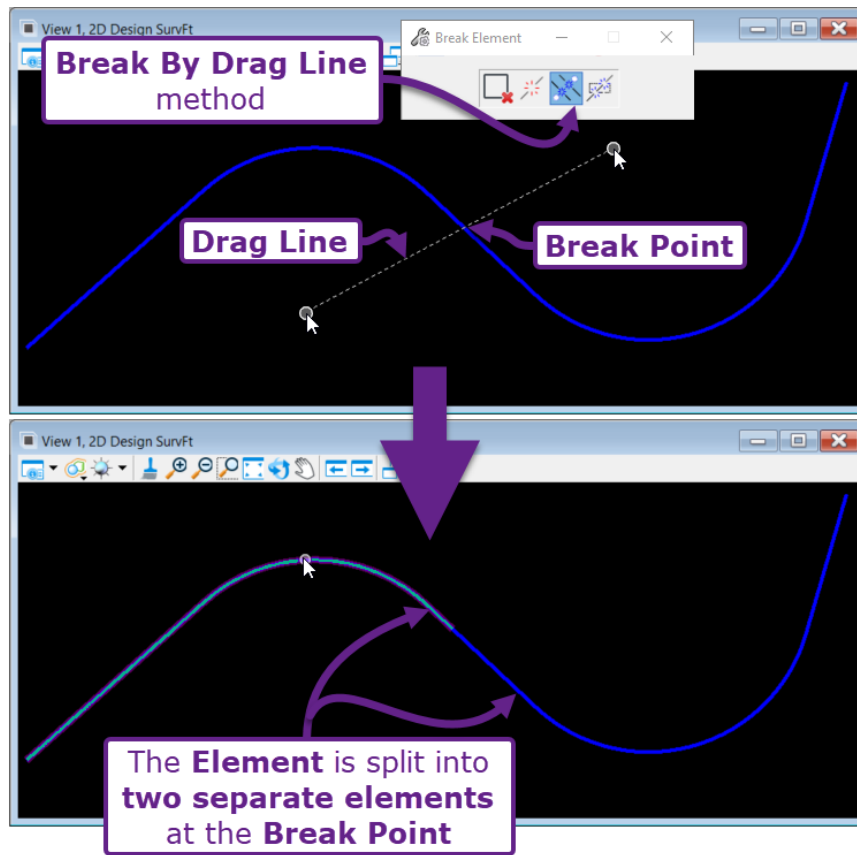 View 1, 2D Design SurvFt
Break Element
Break By Drag Line
method
Drag Line
Break Point
View 1, 2D Design SurvFt
The Element is split into
two separate elements
at the Break Point